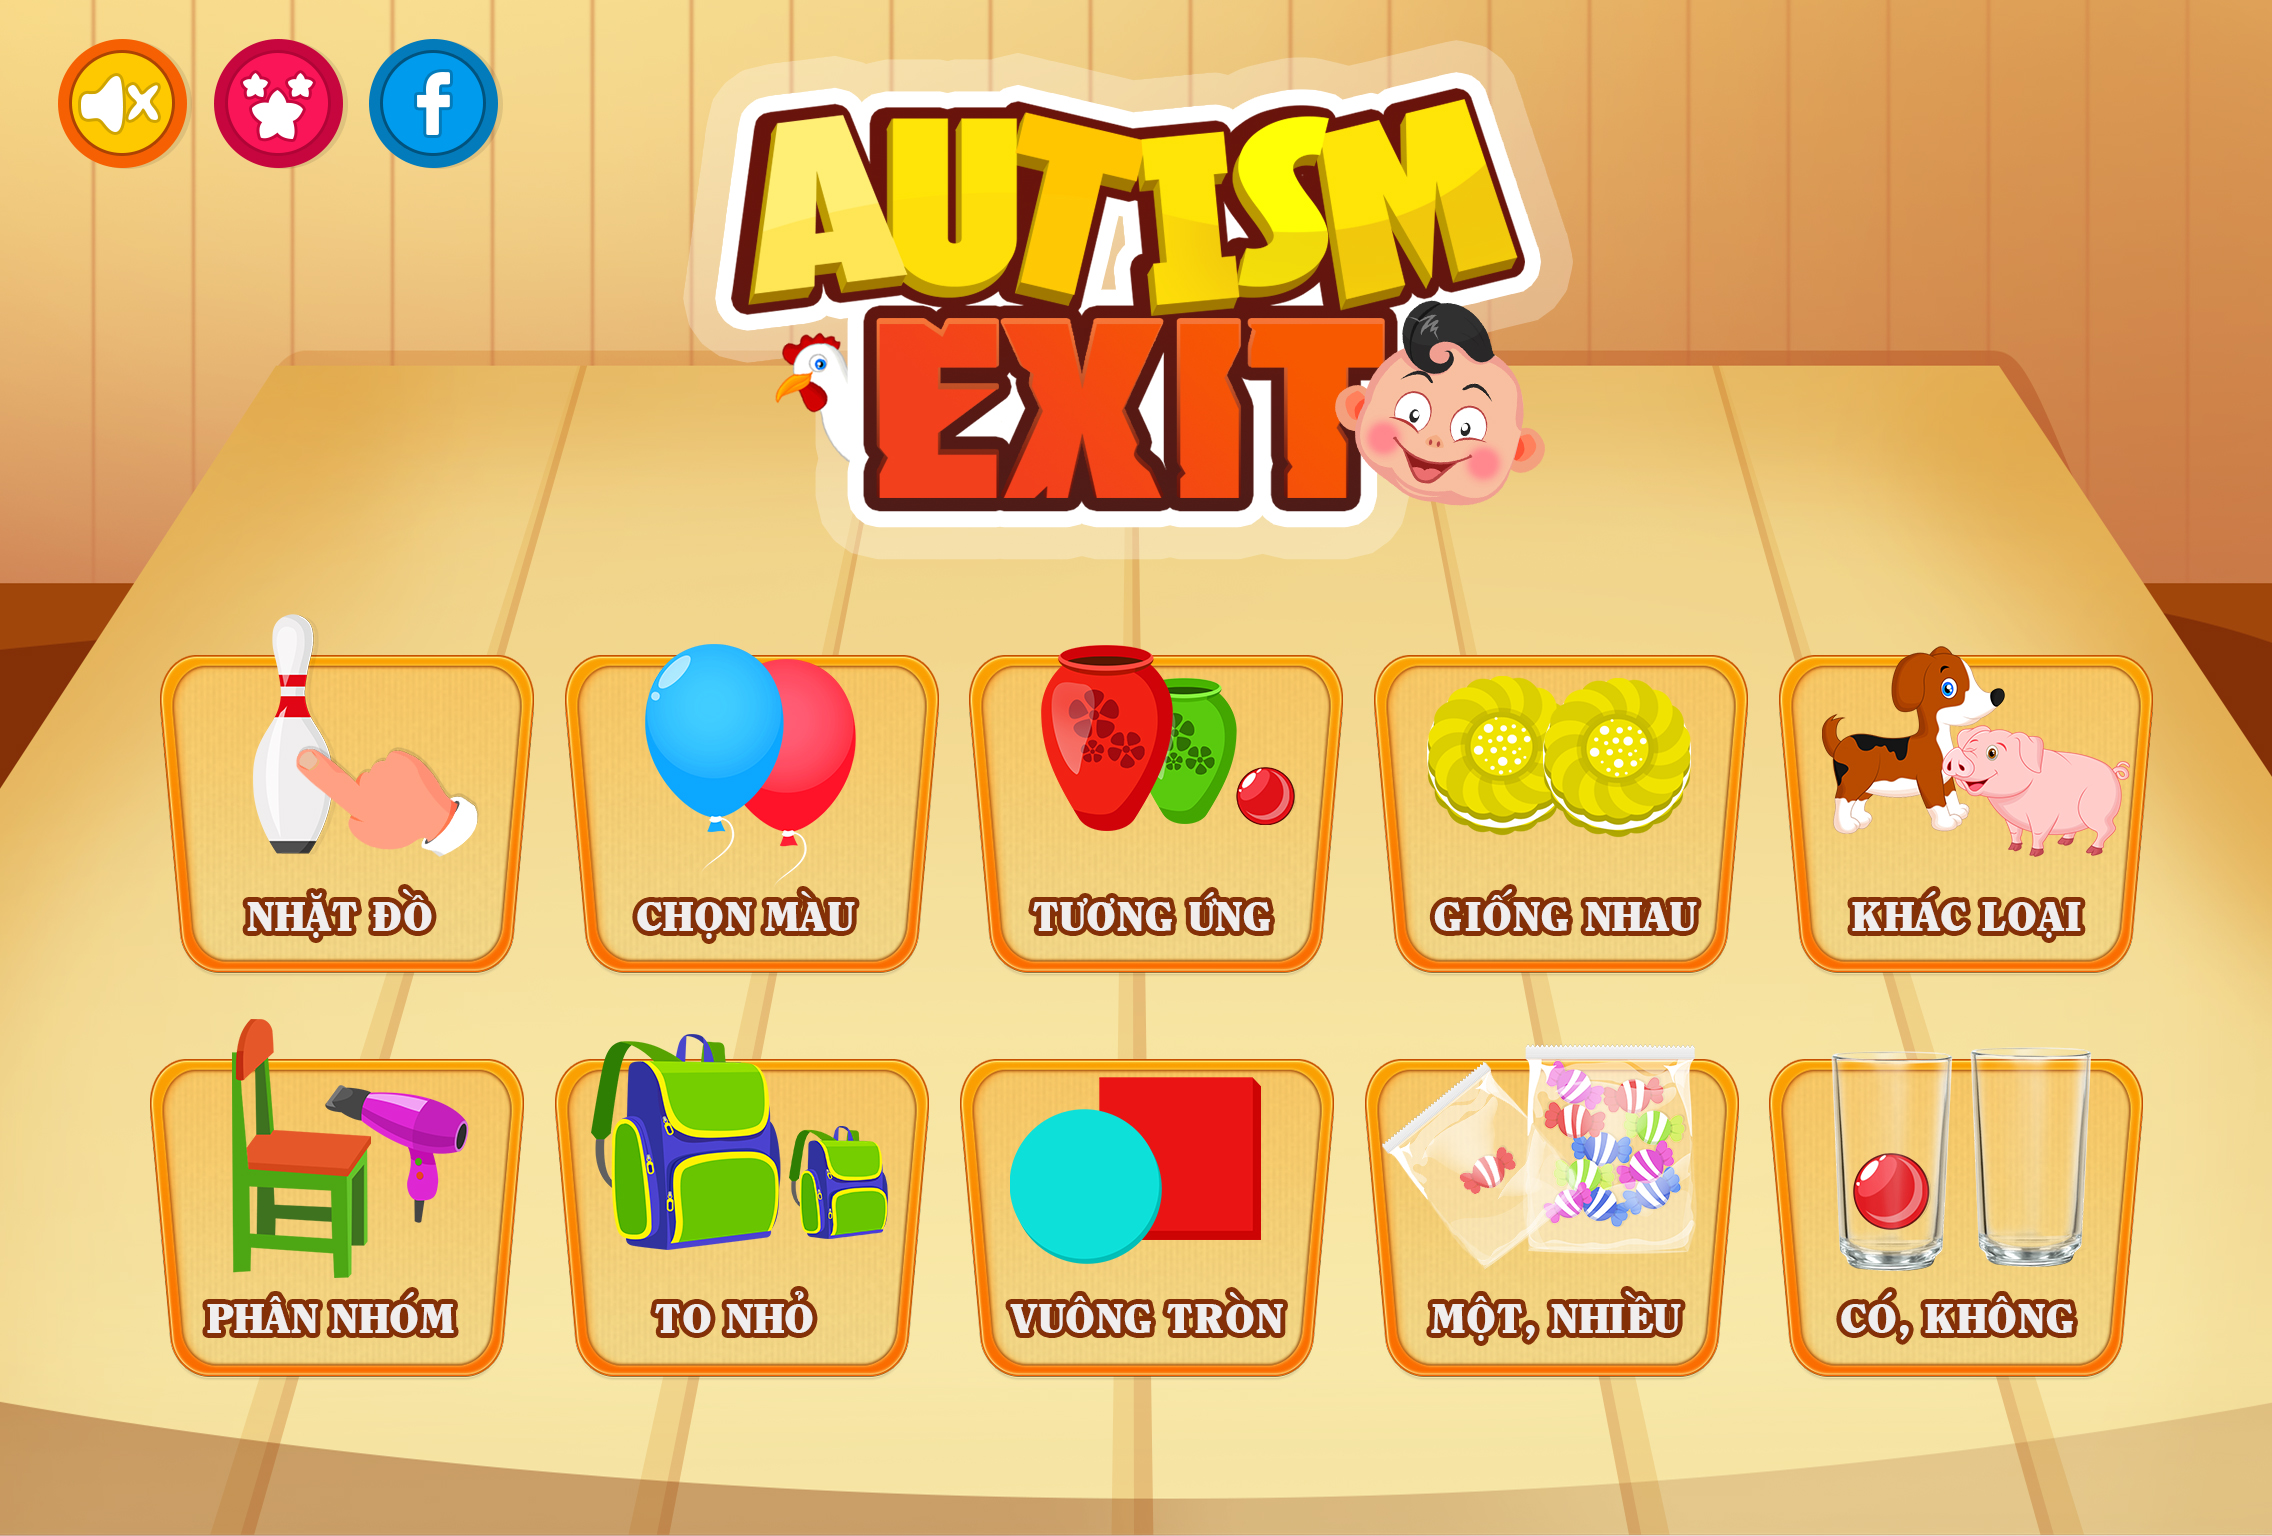 AUTISM
EXIT
NHẶT ĐỒ
CHỌN MÀU
TƯƠNG ỨNG
GIỐNG NHAU
KHÁC LOẠI
PHÂN NHÓM
TO NHỎ
VUÔNG TRÒN
MỘT, NHIỀU
CÓ, KHÔNG